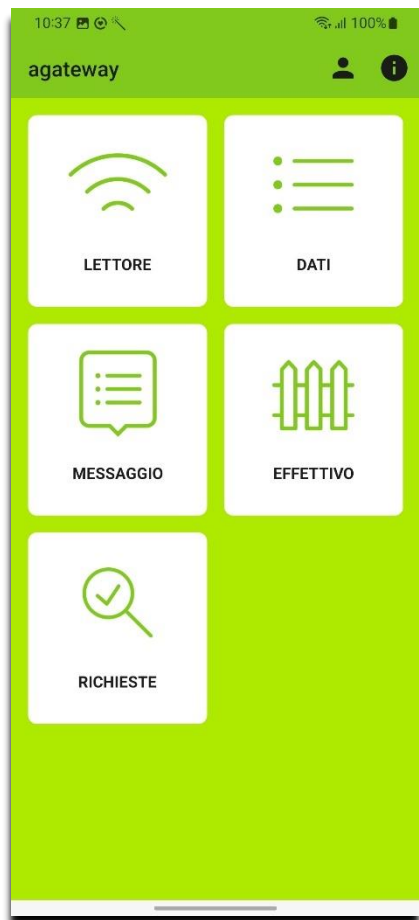 10:37 100%
agateway
LETTORE DATI
MESSAGGIO EFFETTIVO
RICHIESTE